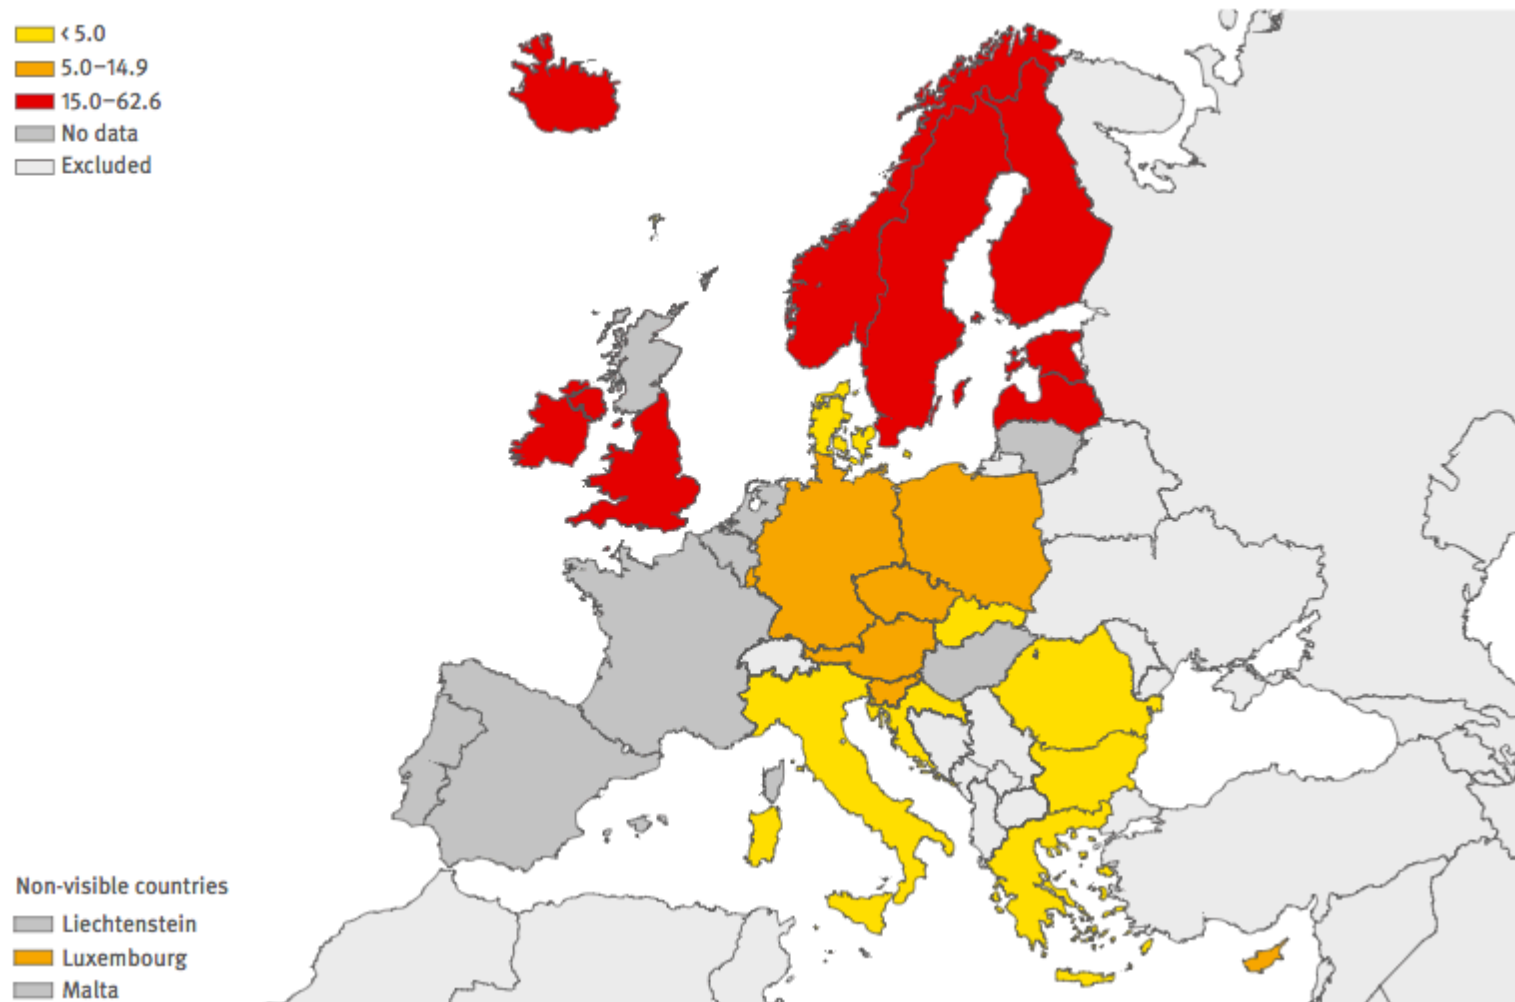 < 5.0
5.0–14.9
15.0–62.6
No data
Excluded
Non-visible countries
Liechtenstein
Luxembourg
Malta